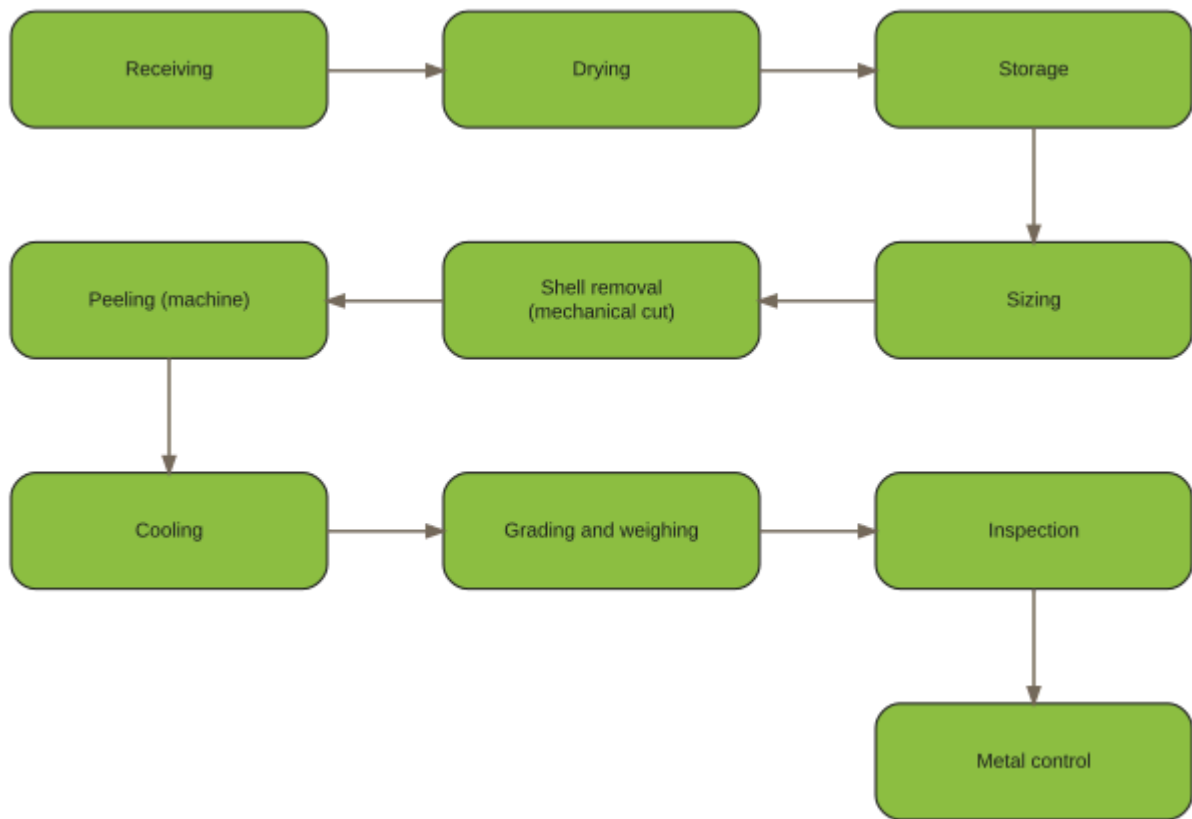 Receiving
Drying
Storage
Sizing
Shell removal
(mechanical cut)
Peeling (machine)
Cooling
Grading and weighing
Inspection
Metal control